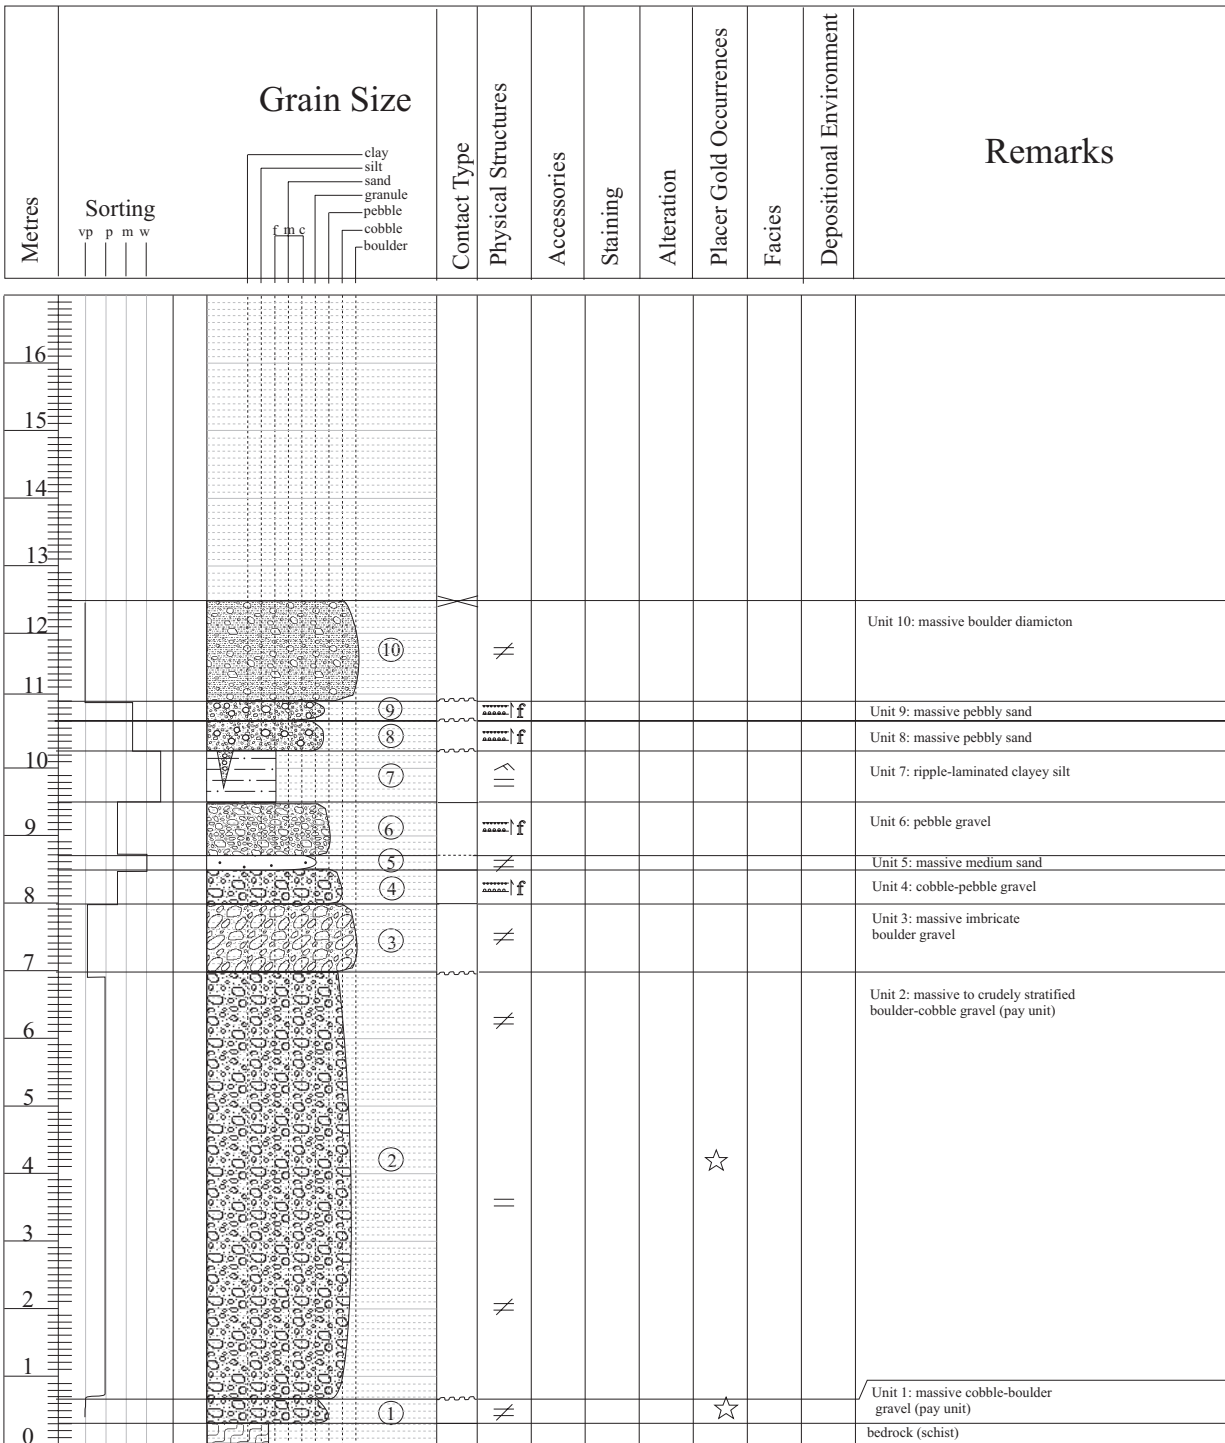 Metres
Sorting
vp p m w
Grain Size
clay
silt
sand
granule
pebble
cobble
boulder
f m c
Contact Type
Physical Structures
Accessories
Staining
Alteration
Placer Gold Occurrences
Facies
Depositional Environment
Remarks
16
15
14
13
12
Unit 10: massive boulder diamicton
10
11
9
f
Unit 9: massive pebbly sand
8
f
Unit 8: massive pebbly sand
10
7
Unit 7: ripple-laminated clayey silt
9
6
f
Unit 6: pebble gravel
5
Unit 5: massive medium sand
8
4
f
Unit 4: cobble-pebble gravel
3
Unit 3: massive imbricate
boulder gravel
7
Unit 2: massive to crudely stratified
boulder-cobble gravel (pay unit)
6
5
4
2
3
2
1
1
Unit 1: massive cobble-boulder
gravel (pay unit)
0
bedrock (schist)